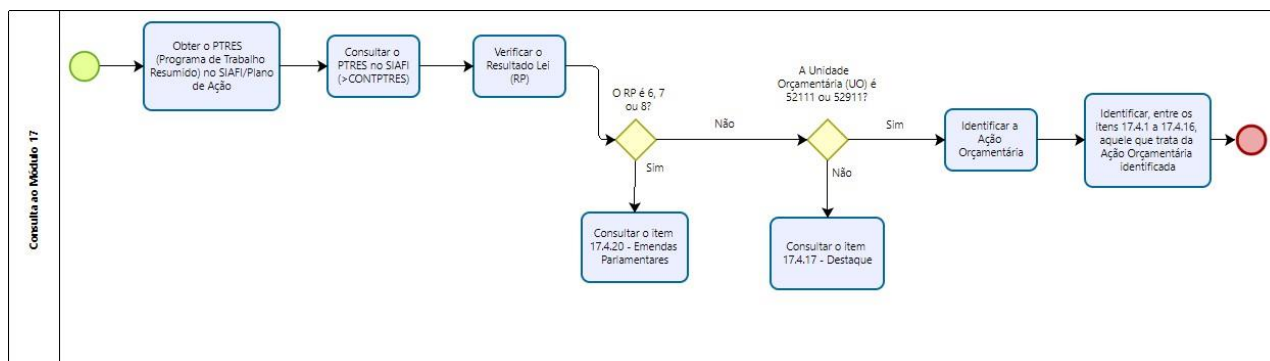 Consulta ao Módulo 17
Obter o PTRES
(Programa de Trabalho
Resumido) no SIAFI/Plano
de Ação
Consultar o
PTRES no SIAFI
(>CONTPTRES)
Verificar o
Resultado Lei
(RP)
O RP é 6, 7
ou 8?
Não
Sim
Consultar o item
17.4.20 - Emendas
Parlamentares
A Unidade
Orçamentária (UO) é
52111 ou 52911?
Sim
Não
Consultar o item
17.4.17 - Destaque
Identificar a
Ação
Orçamentária
Identificar, entre os
itens 17.4.1 a 17.4.16,
aquele que trata da
Ação Orçamentária
identificada